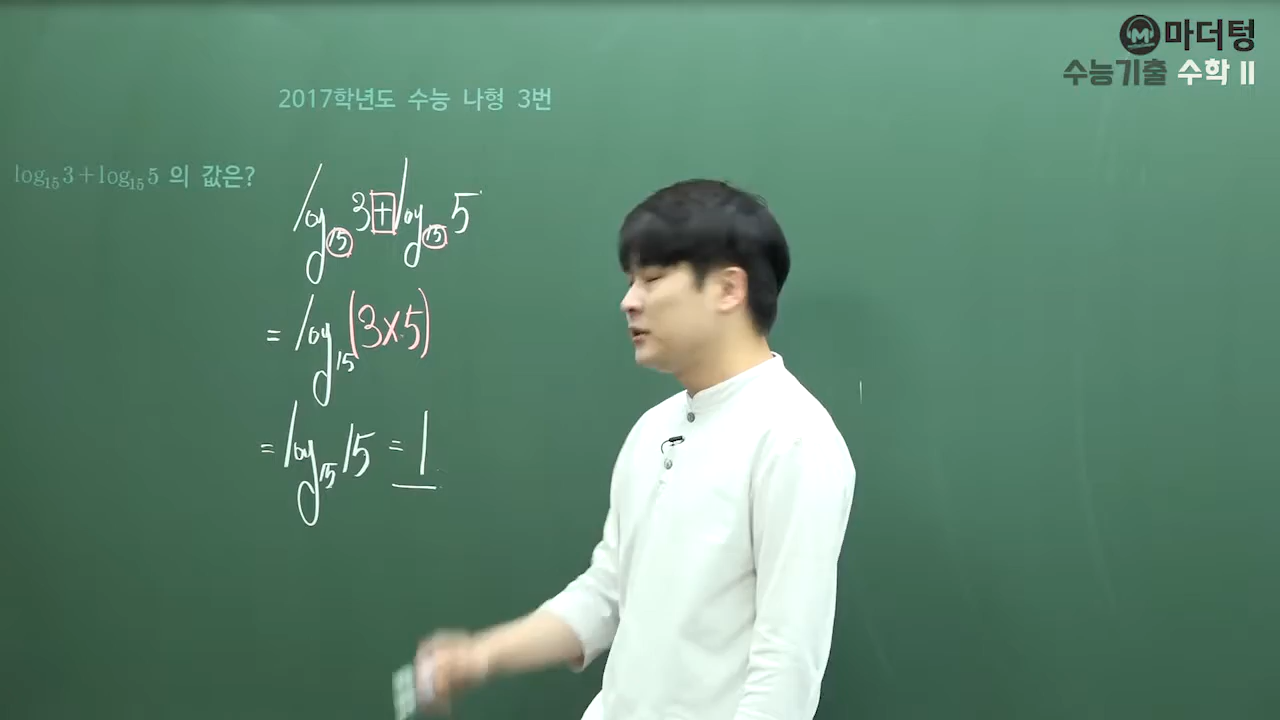 마더텅
수능기출 수학 II
2017학년도 수능 나형 3번
log₁₅3+log₁₅5 의 값은?
log₁₅3+log₁₅5
=log₁₅(3×5)
=log₁₅15=1